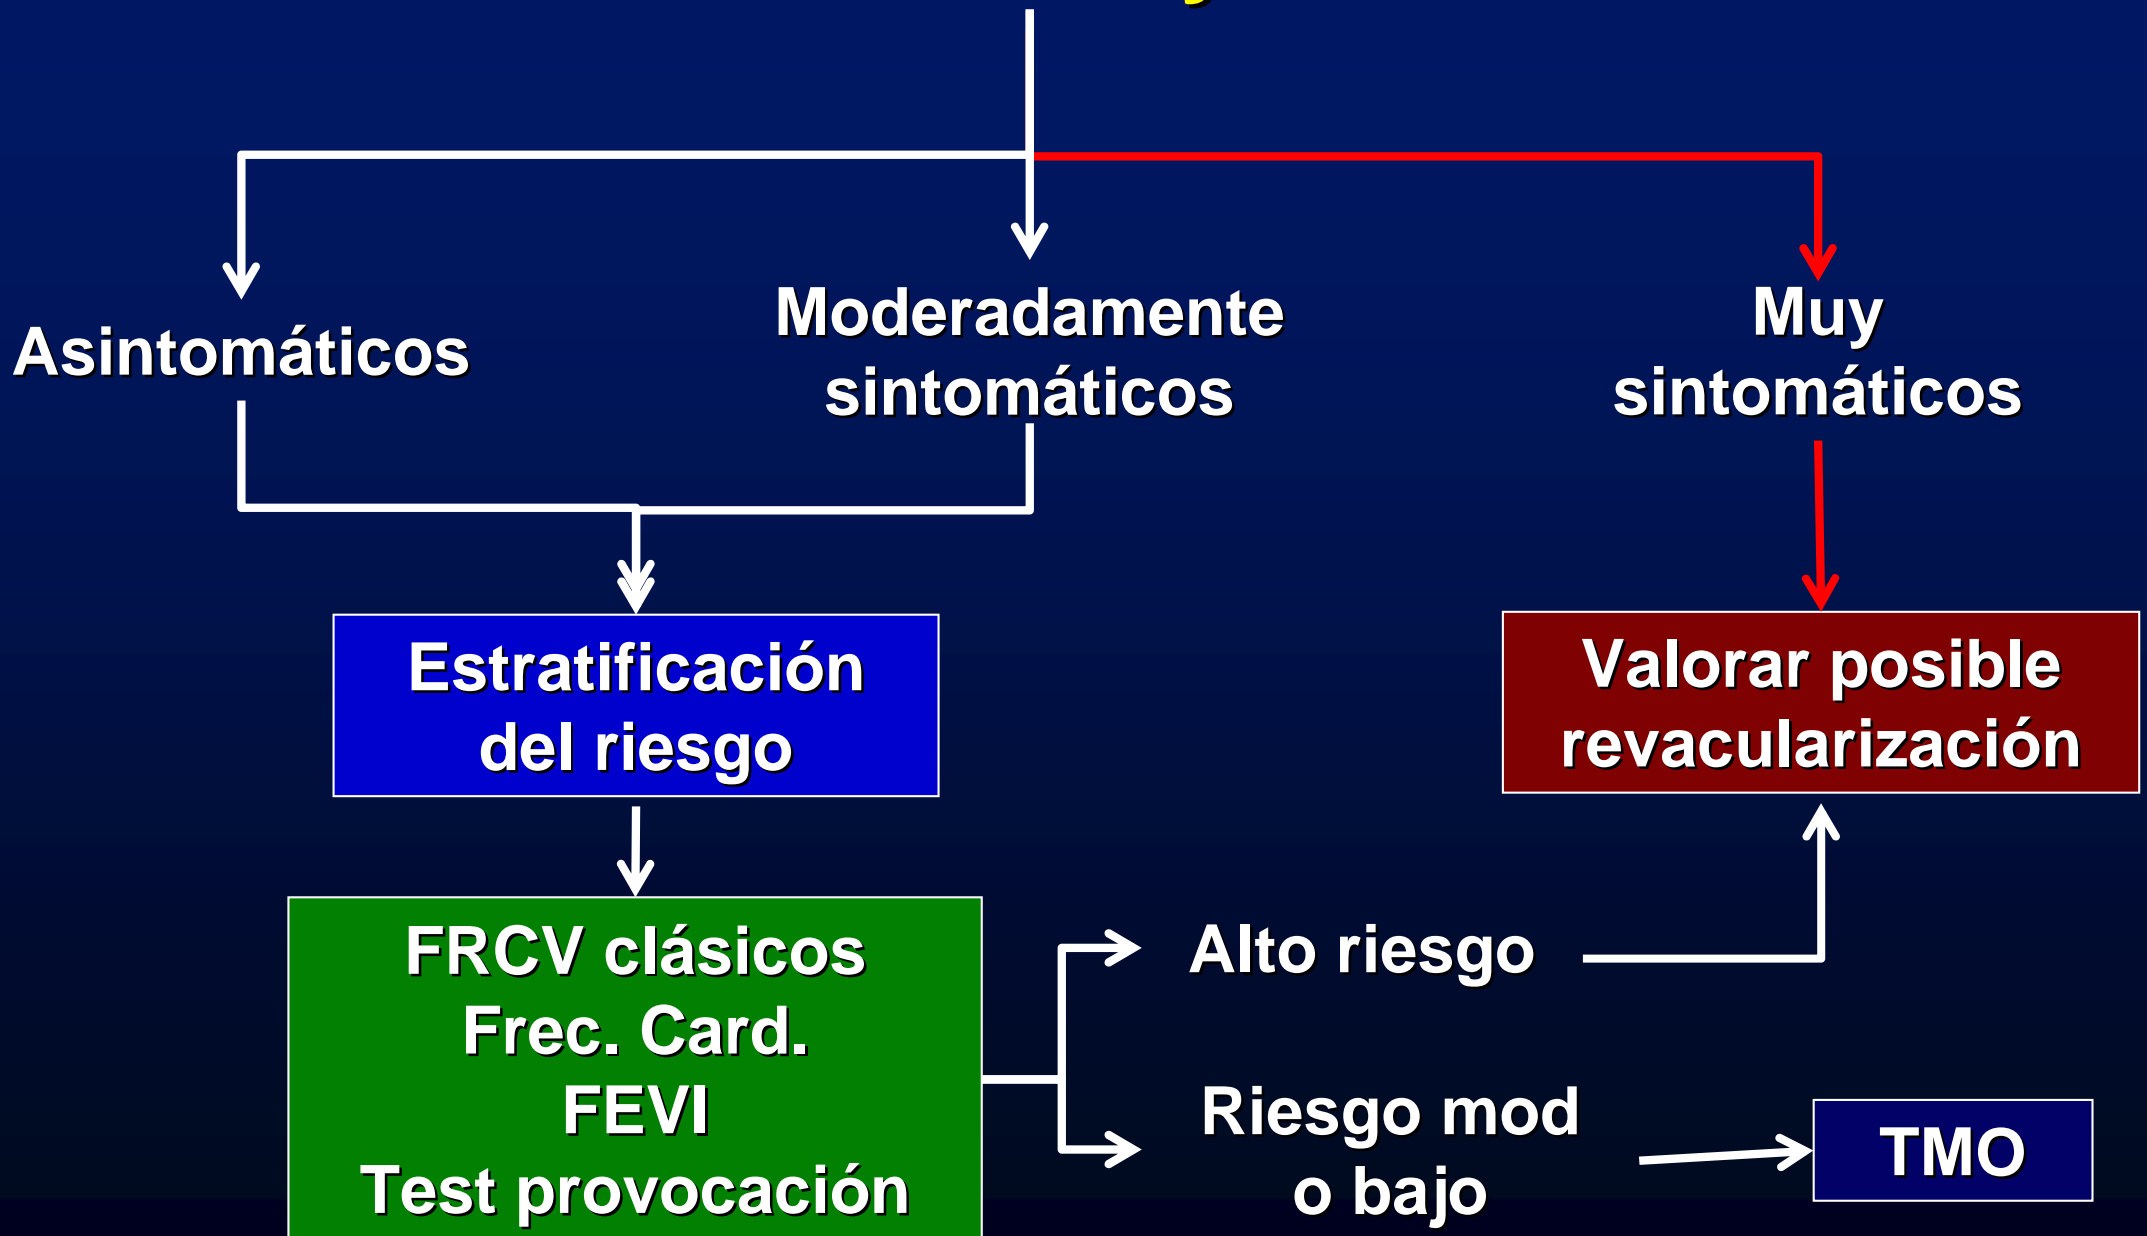 Asintomáticos
Moderadamente
sintomáticos
Muy
sintomáticos
Estratificación
del riesgo
Valorar posible
revacularización
FRCV clásicos
Frec. Card.
FEVI
Test provocación
Alto riesgo
Riesgo mod
o bajo
TMO